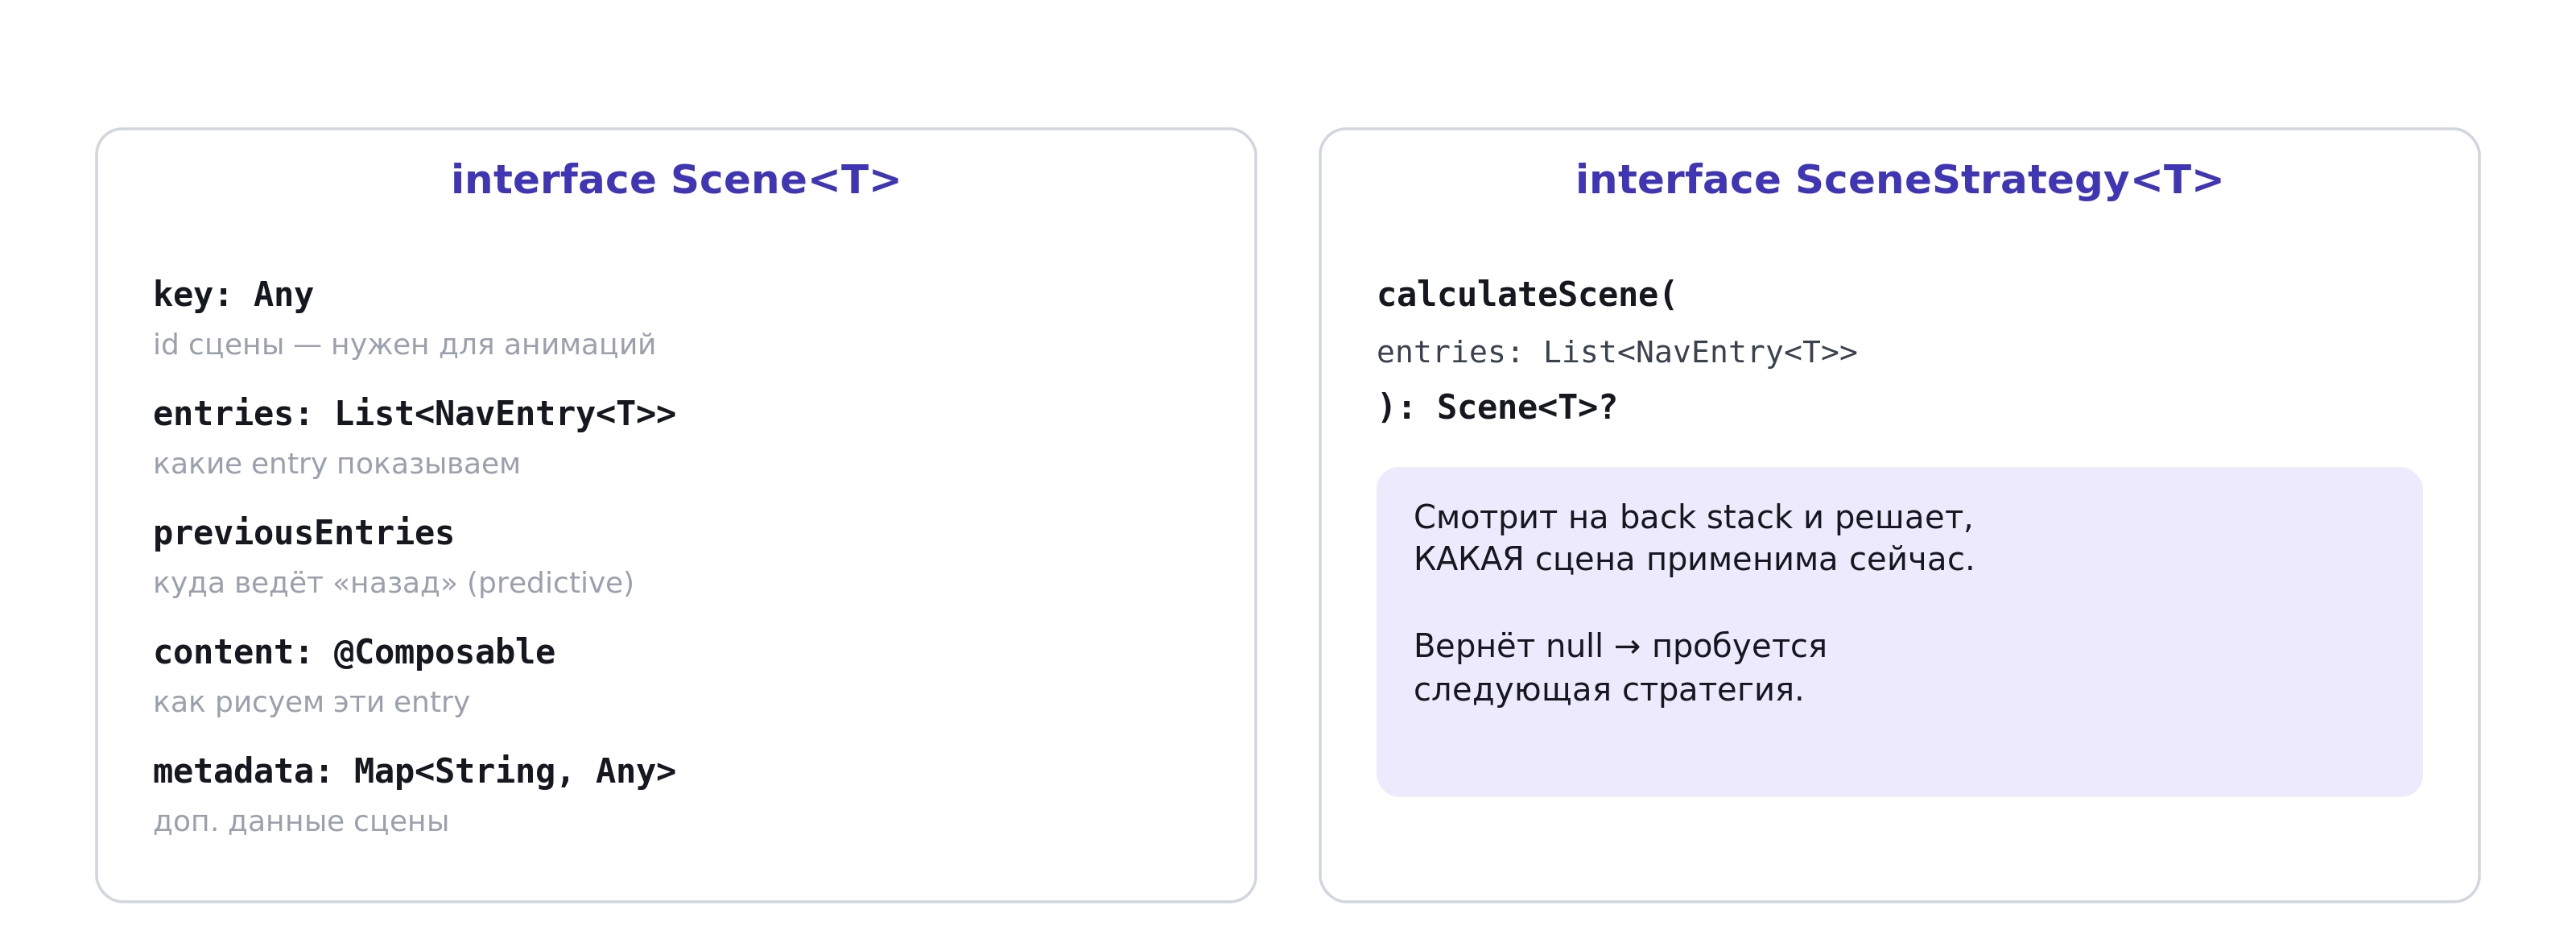 interface Scene<T>
key: Any
id сцены — нужен для анимаций
entries: List<NavEntry<T>>
какие entry показываем
previousEntries
куда ведёт «назад» (predictive)
content: @Composable
как рисуем эти entry
metadata: Map<String, Any>
доп. данные сцены
interface SceneStrategy<T>
calculateScene(
entries: List<NavEntry<T>>
): Scene<T>?
Смотрит на back stack и решает,
КАКАЯ сцена применима сейчас.
Вернёт null → пробуется
следующая стратегия.